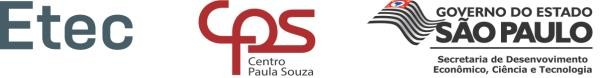 Etec
cps
Centro
Paula Souza
GOVERNO DO ESTADO
SÃO PAULO
Secretaria de Desenvolvimento
Econômico, Ciência e Tecnologia